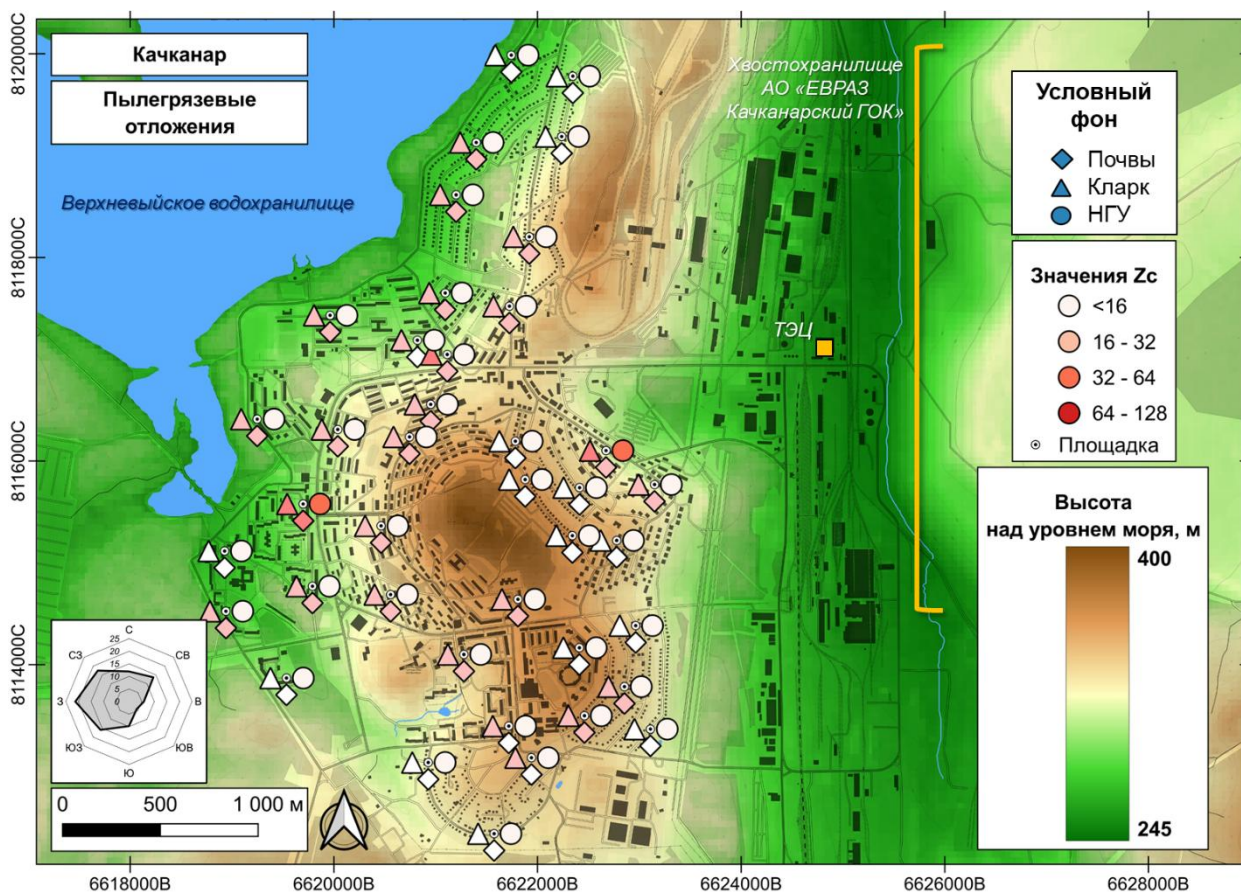 Качканар
Пылегрязевые
отложения
Верхневыйское водохранилище
Хвостохранилище
АО «ЕВРАЗ
Качканарский ГОК»
ТЭЦ
Условный
фон
Почвы
Кларк
НГУ
Значения Zc
<16
16 - 32
32 - 64
64 - 128
Площадка
Высота
над уровнем моря, м
400
245
С
СВ
В
ЮВ
Ю
ЮЗ
З
СЗ
25
20
15
10
5
0
0 500 1 000 м
8120000С
8118000С
8116000С
8114000С
6618000В 6620000В 6622000В 6624000В 6626000В 6628000В